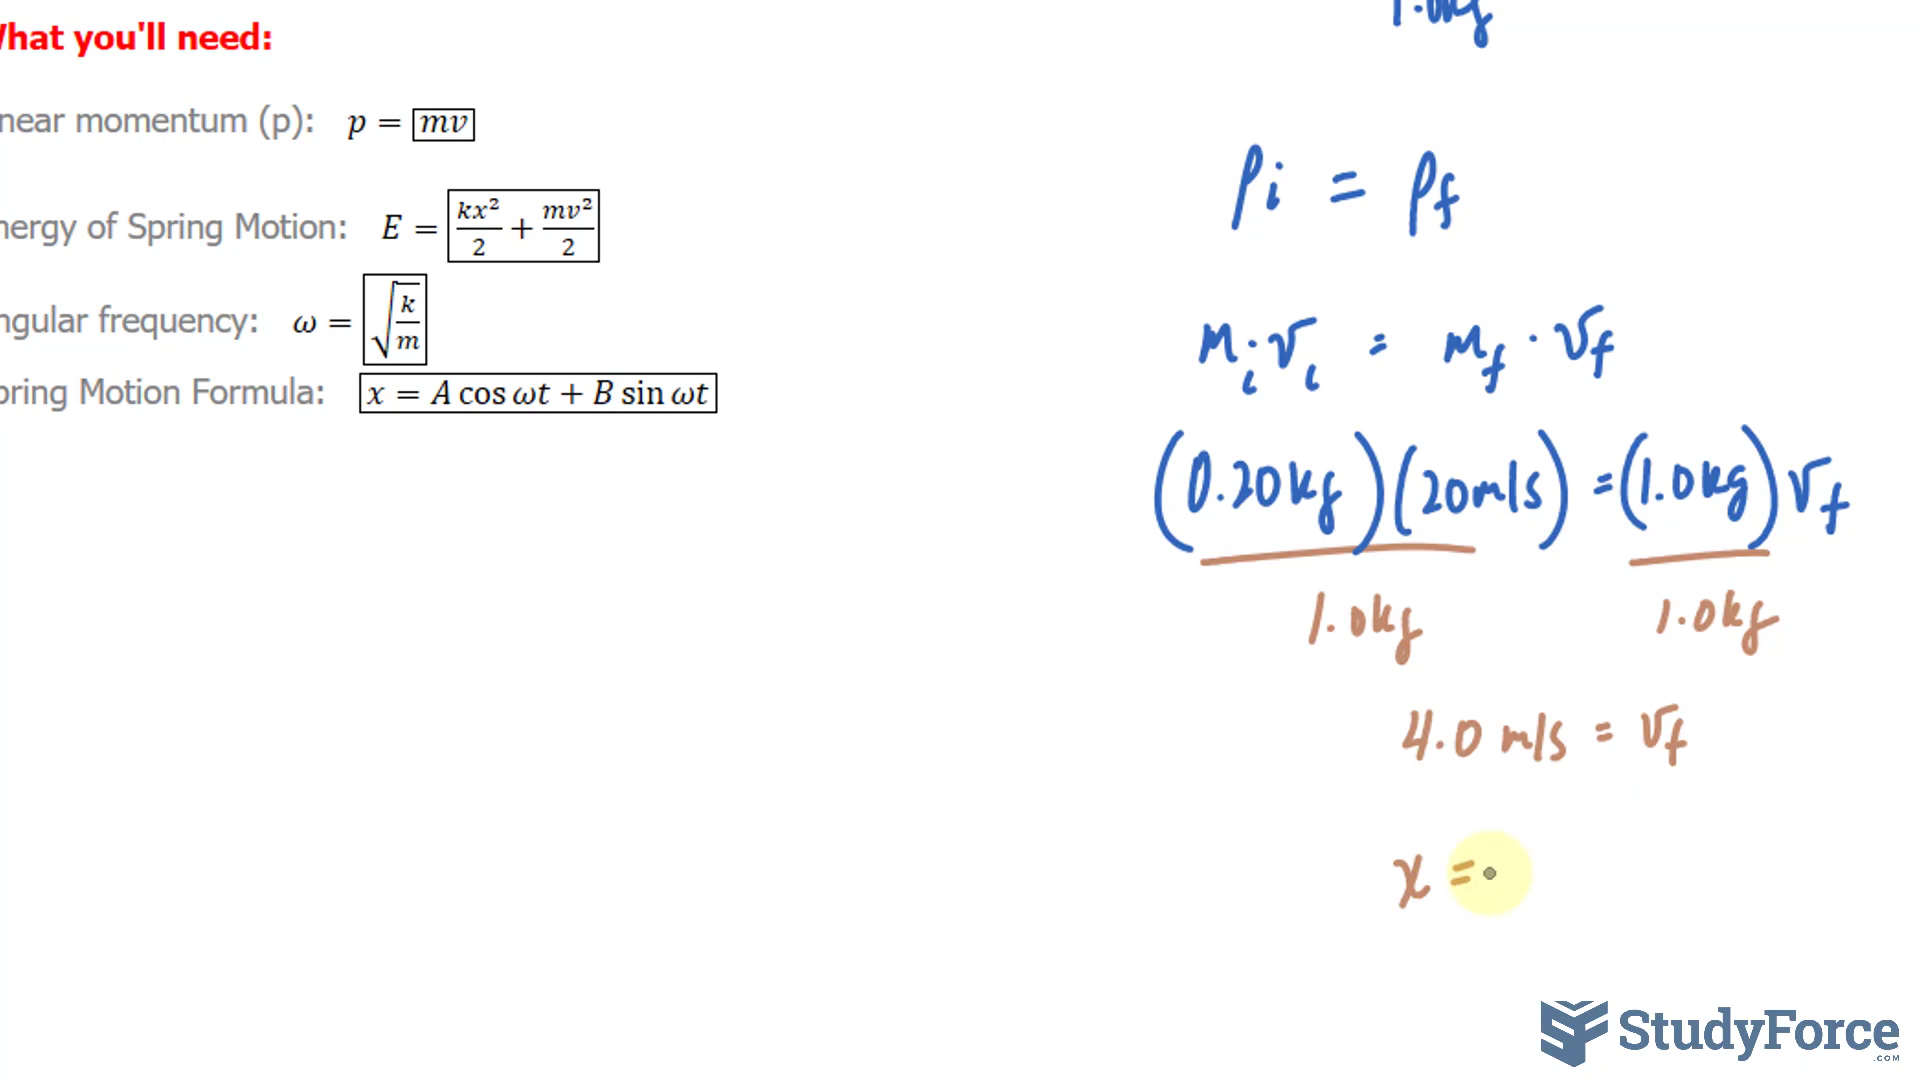 hat you'll need:
near momentum (p): p = mv
nergy of Spring Motion: E = kx²/2 + mv²/2
ngular frequency: ω = √(k/m)
pring Motion Formula: x = A cos ωt + B sin ωt
1.0kg
pi = pf
mi · vi = mf · vf
(0.20kg)(20m/s) = (1.0kg) vf
1.0kg 1.0kg
4.0 m/s = vf
x =
StudyForce
.COM